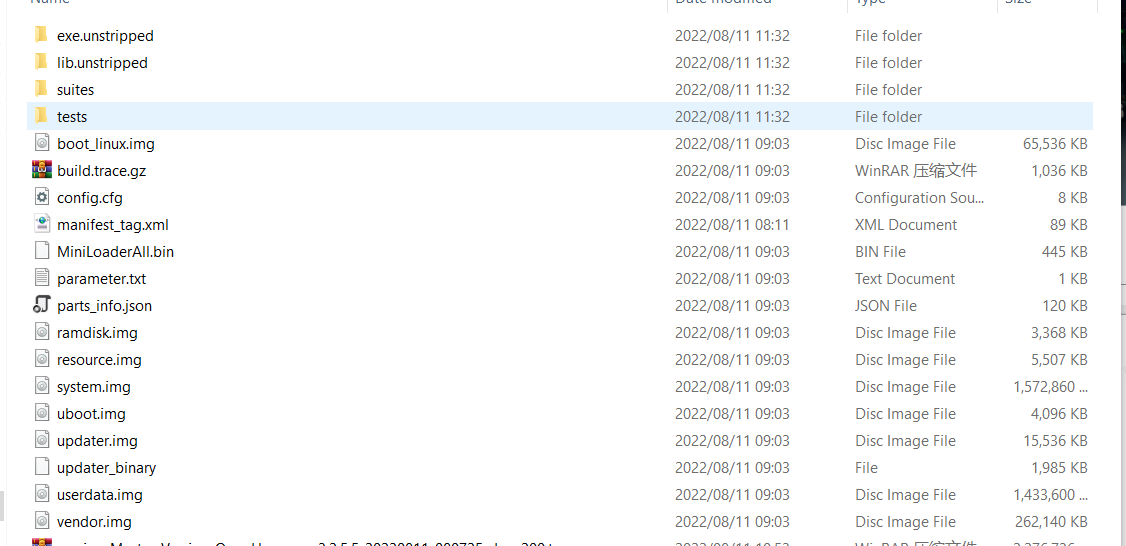 Name Date modified Type Size
exe.unstripped 2022/08/11 11:32 File folder
lib.unstripped 2022/08/11 11:32 File folder
suites 2022/08/11 11:32 File folder
tests 2022/08/11 11:32 File folder
boot_linux.img 2022/08/11 09:03 Disc Image File 65,536 KB
build.trace.gz 2022/08/11 09:03 WinRAR 压缩文件 1,036 KB
config.cfg 2022/08/11 09:03 Configuration Sou... 8 KB
manifest_tag.xml 2022/08/11 08:11 XML Document 89 KB
MiniLoaderAll.bin 2022/08/11 09:03 BIN File 445 KB
parameter.txt 2022/08/11 09:03 Text Document 1 KB
parts_info.json 2022/08/11 09:03 JSON File 120 KB
ramdisk.img 2022/08/11 09:03 Disc Image File 3,368 KB
resource.img 2022/08/11 09:03 Disc Image File 5,507 KB
system.img 2022/08/11 09:03 Disc Image File 1,572,860 ...
uboot.img 2022/08/11 09:03 Disc Image File 4,096 KB
updater.img 2022/08/11 09:03 Disc Image File 15,536 KB
updater_binary 2022/08/11 09:03 File 1,985 KB
userdata.img 2022/08/11 09:03 Disc Image File 1,433,600 ...
vendor.img 2022/08/11 09:03 Disc Image File 262,140 KB